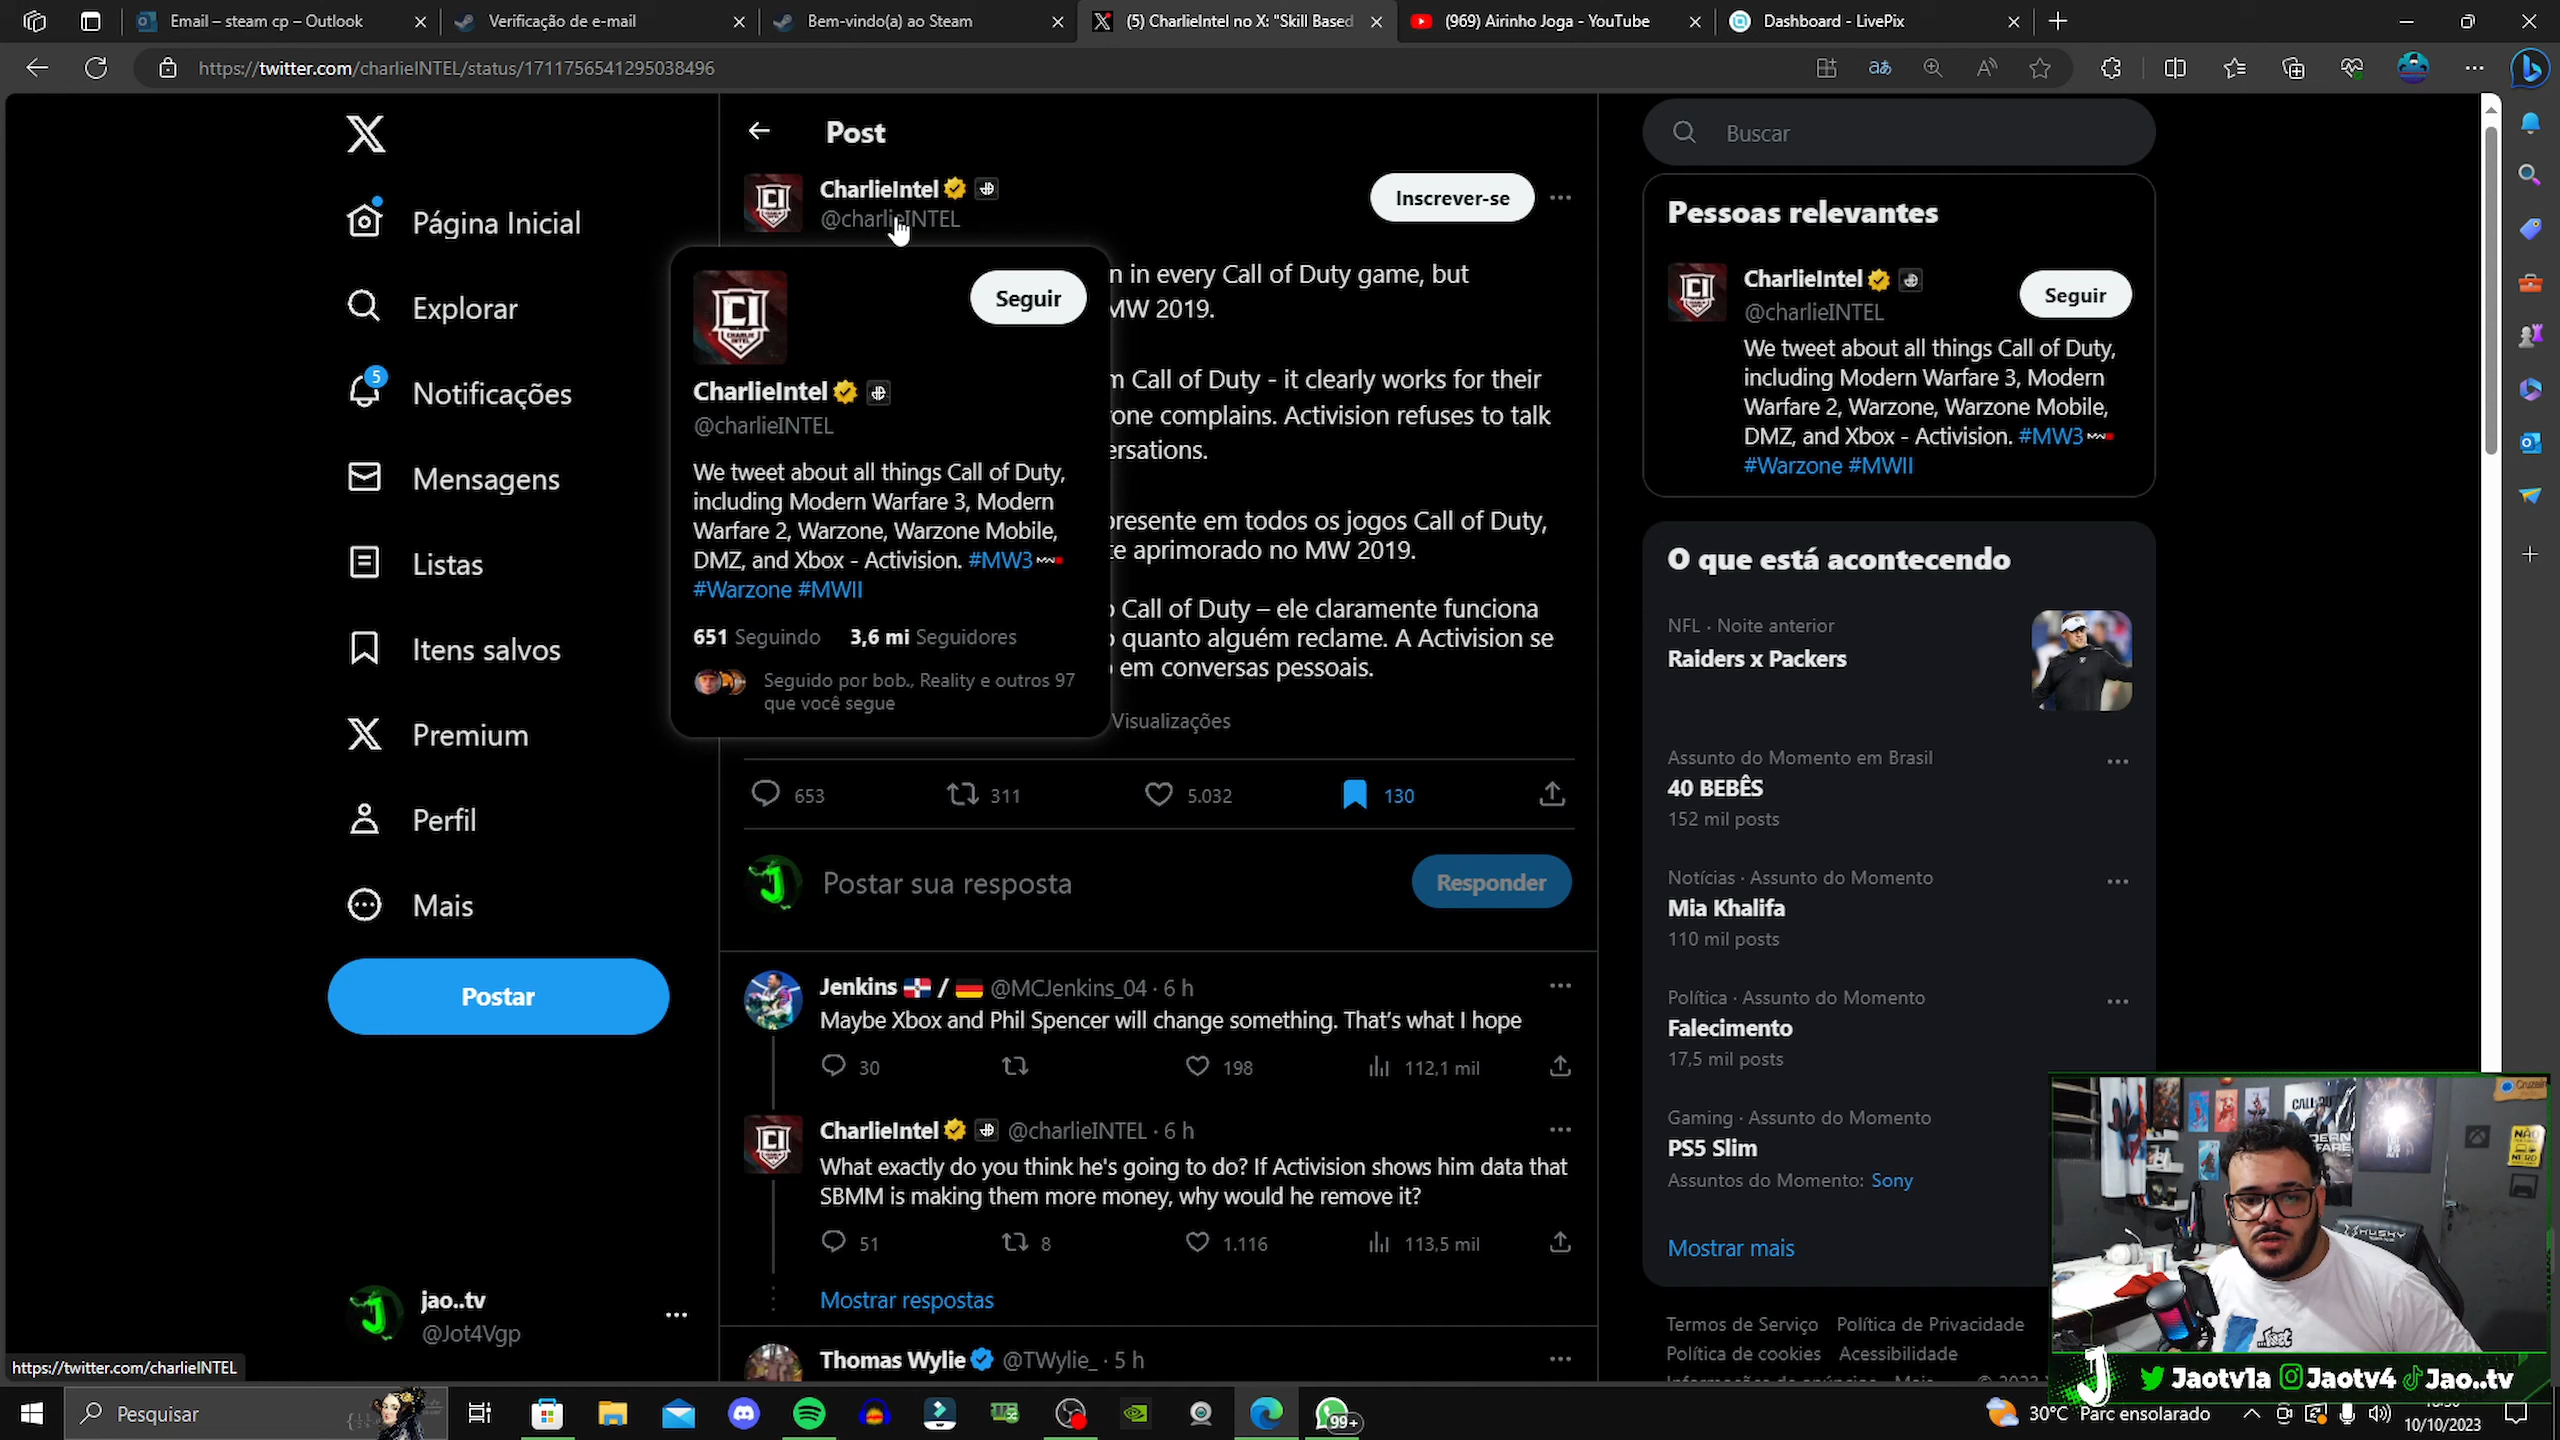 Email – steam cp – Outlook
Verificação de e-mail
Bem-vindo(a) ao Steam
(5) CharlieIntel no X: "Skill Based
(969) Airinho Joga - YouTube
Dashboard - LivePix
https://twitter.com/charlieINTEL/status/1711756541295038496
Página Inicial
Explorar
5
Notificações
Mensagens
Listas
Itens salvos
Premium
Perfil
Mais
Postar
jao..tv
@Jot4Vgp
https://twitter.com/charlieINTEL
Post
CharlieIntel
@charlieINTEL
Inscrever-se
n in every Call of Duty game, but
MW 2019.
m Call of Duty - it clearly works for their
one complains. Activision refuses to talk
ersations.
presente em todos os jogos Call of Duty,
te aprimorado no MW 2019.
o Call of Duty – ele claramente funciona
o quanto alguém reclame. A Activision se
o em conversas pessoais.
Visualizações
CI
CHARLIE
INTEL
Seguir
CharlieIntel
@charlieINTEL
We tweet about all things Call of Duty,
including Modern Warfare 3, Modern
Warfare 2, Warzone, Warzone Mobile,
DMZ, and Xbox - Activision. #MW3
#Warzone #MWII
651 Seguindo 3,6 mi Seguidores
Seguido por bob., Reality e outros 97
que você segue
653 311 5.032 130
Postar sua resposta
Responder
Jenkins / @MCJenkins_04 · 6 h
Maybe Xbox and Phil Spencer will change something. That's what I hope
30 198 112,1 mil
CharlieIntel @charlieINTEL · 6 h
What exactly do you think he's going to do? If Activision shows him data that
SBMM is making them more money, why would he remove it?
51 8 1.116 113,5 mil
Mostrar respostas
Thomas Wylie @TWylie_ · 5 h
Buscar
Pessoas relevantes
CharlieIntel
@charlieINTEL
Seguir
We tweet about all things Call of Duty,
including Modern Warfare 3, Modern
Warfare 2, Warzone, Warzone Mobile,
DMZ, and Xbox - Activision. #MW3
#Warzone #MWII
O que está acontecendo
NFL · Noite anterior
Raiders x Packers
Assunto do Momento em Brasil
40 BEBÊS
152 mil posts
Notícias · Assunto do Momento
Mia Khalifa
110 mil posts
Política · Assunto do Momento
Falecimento
17,5 mil posts
Gaming · Assunto do Momento
PS5 Slim
Assuntos do Momento: Sony
Mostrar mais
Termos de Serviço Política de Privacidade
Política de cookies Acessibilidade
HUSKY
Jaotv1a Jaotv4 Jao..tv
Pesquisar
99+
30°C Parc ensolarado
10/10/2023